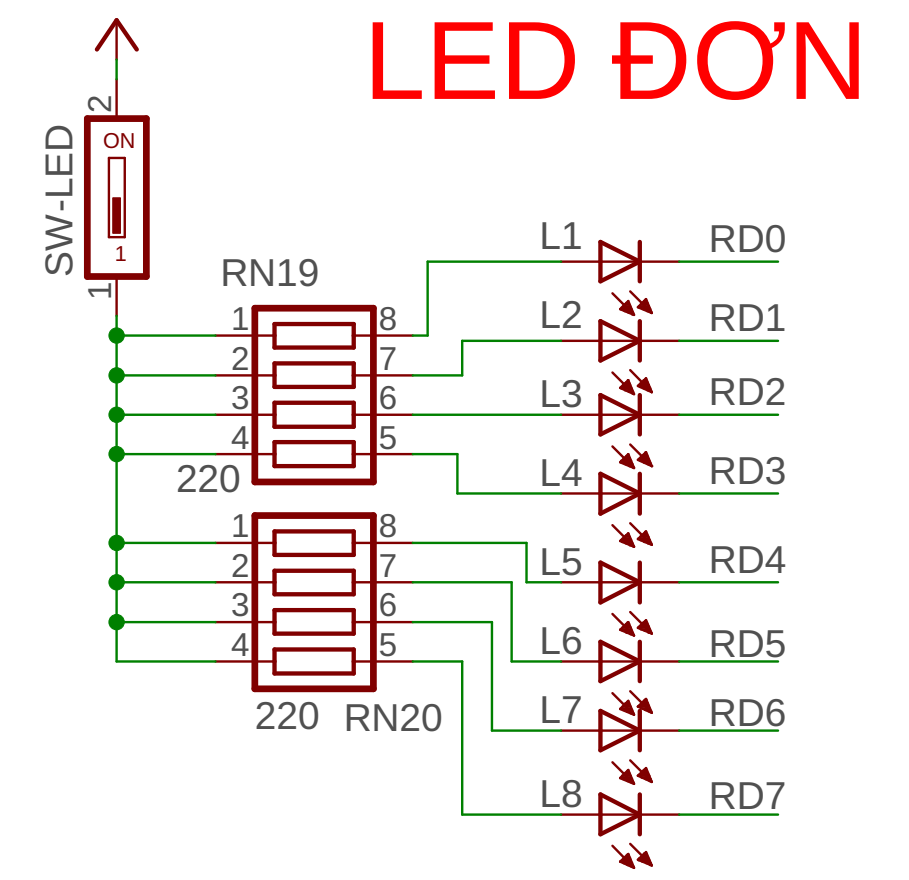 LED ĐƠN
2
SW-LED
ON
1
1
RN19
1 8
2 7
3 6
4 5
220
1 8
2 7
3 6
4 5
220 RN20
L1 RD0
L2 RD1
L3 RD2
L4 RD3
L5 RD4
L6 RD5
L7 RD6
L8 RD7